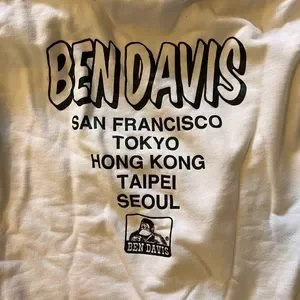 BEN DAVIS
SAN FRANCISCO
TOKYO
HONG KONG
TAIPEI
SEOUL
BEN DAVIS